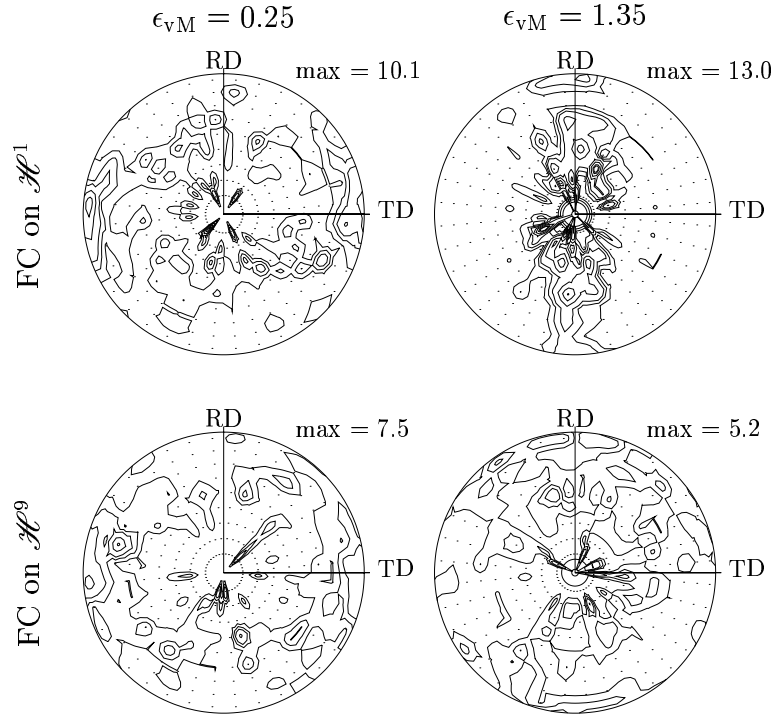 ϵvM = 0.25
ϵvM = 1.35
RD
max = 10.1
RD
max = 13.0
FC on ℋ1
TD
TD
RD
max = 7.5
RD
max = 5.2
FC on ℋ9
TD
TD